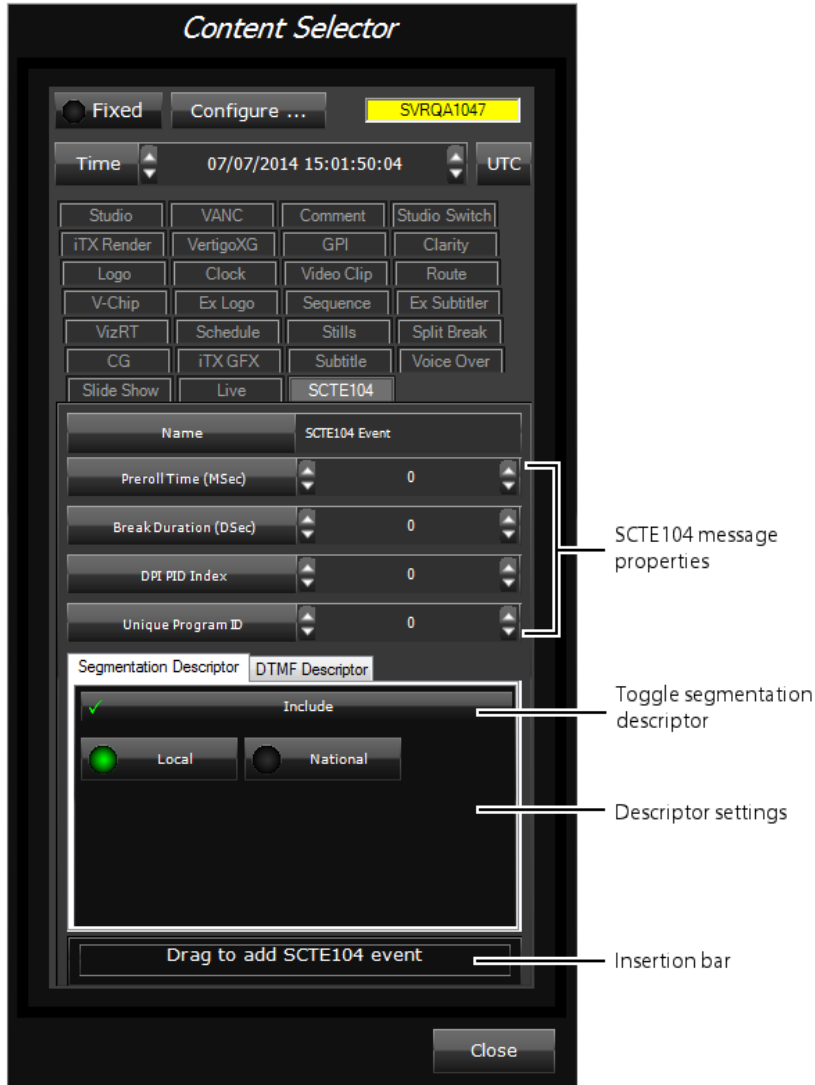 Content Selector
Fixed
Configure ...
SVRQA1047
Time
07/07/2014 15:01:50:04
UTC
Studio
VANC
Comment
Studio Switch
iTX Render
VertigoXG
GPI
Clarity
Logo
Clock
Video Clip
Route
V-Chip
Ex Logo
Sequence
Ex Subtitler
VizRT
Schedule
Stills
Split Break
CG
iTX GFX
Subtitle
Voice Over
Slide Show
Live
SCTE104
Name
SCTE104 Event
Preroll Time (MSec)
0
Break Duration (DSec)
0
DPI PID Index
0
Unique Program ID
0
SCTE104 message
properties
Segmentation Descriptor
DTMF Descriptor
Include
Toggle segmentation
descriptor
Local
National
Descriptor settings
Drag to add SCTE104 event
Insertion bar
Close